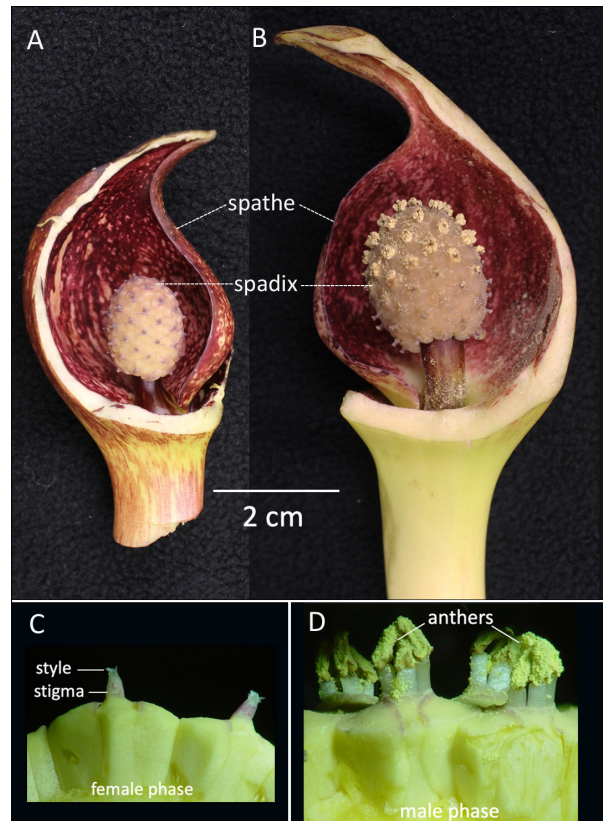 A
B
spathe
spadix
2 cm
C
style
stigma
female phase
D
anthers
male phase